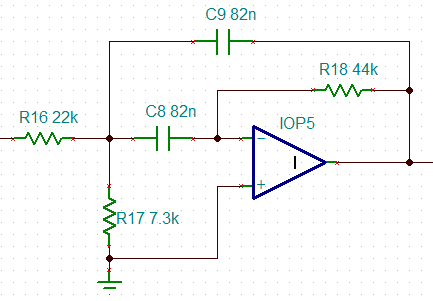 C9 82n
R18 44k
C8 82n
IOP5
R16 22k
-
I
+
R17 7.3k